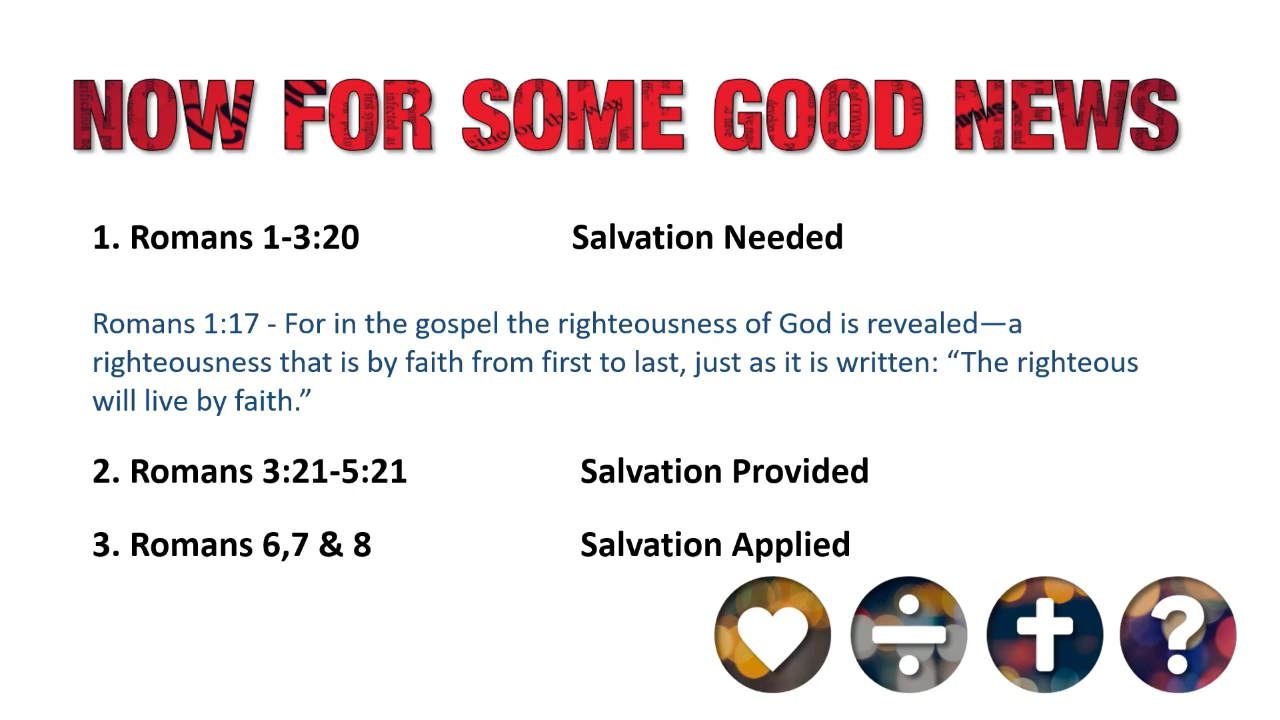 NOW FOR SOME GOOD NEWS
1. Romans 1-3:20 Salvation Needed
Romans 1:17 - For in the gospel the righteousness of God is revealed—a
righteousness that is by faith from first to last, just as it is written: “The righteous
will live by faith.”
2. Romans 3:21-5:21 Salvation Provided
3. Romans 6,7 & 8 Salvation Applied